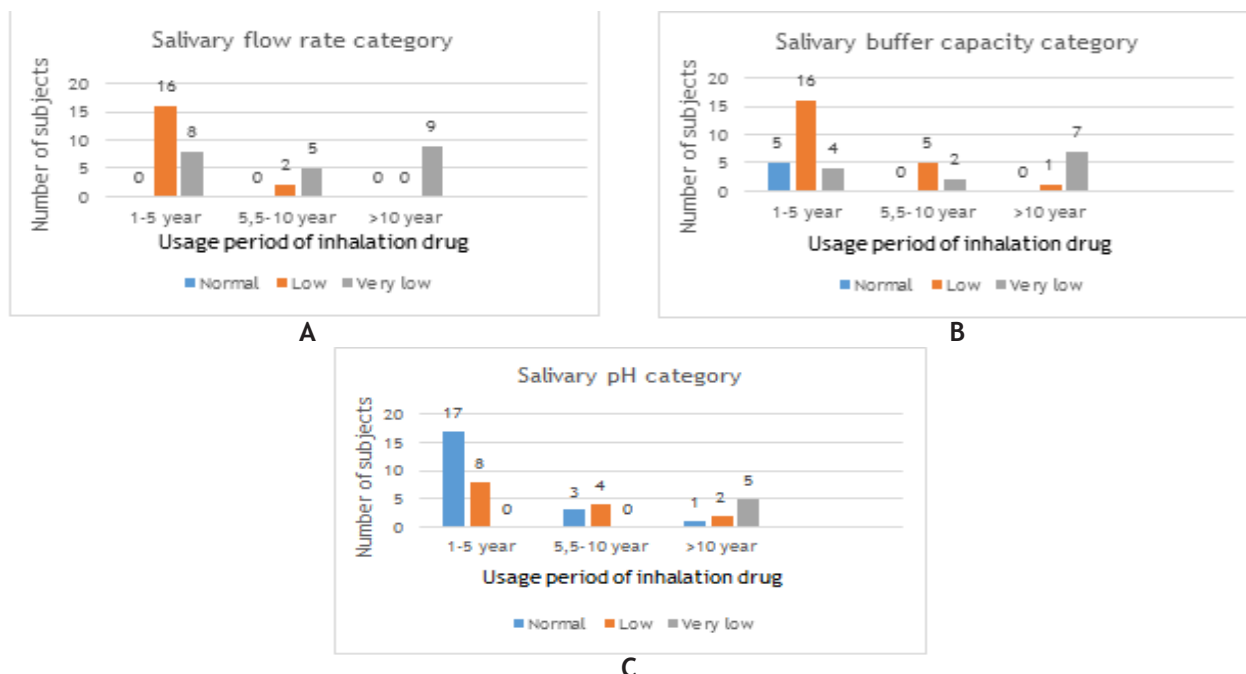 Salivary flow rate category
Number of subjects
20
15
10
5
0
0 16 8
0 2 5
0 0 9
1-5 year 5,5-10 year >10 year
Usage period of inhalation drug
Normal Low Very low
A
Salivary buffer capacity category
Number of subjects
20
15
10
5
0
5 16 4
0 5 2
0 1 7
1-5 year 5,5-10 year >10 year
Usage period of inhalation drug
Normal Low Very low
B
Salivary pH category
Number of subjects
20
15
10
5
0
17 8 0
3 4 0
1 2 5
1-5 year 5,5-10 year >10 year
Usage period of inhalation drug
Normal Low Very low
C